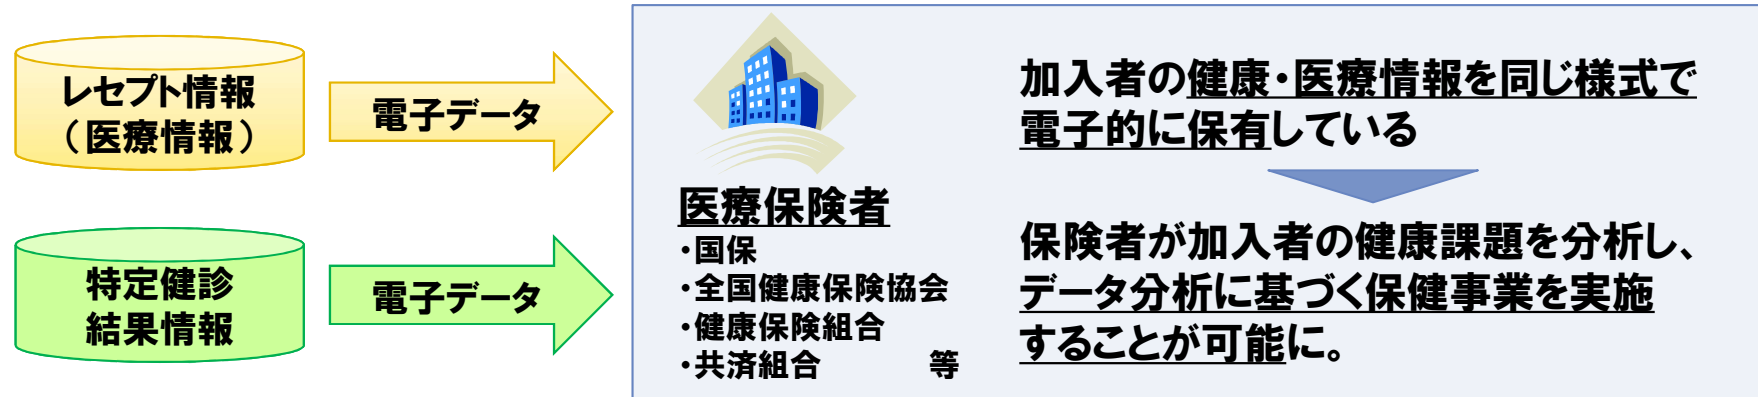 レセプト情報
（医療情報）
電子データ
特定健診
結果情報
電子データ
医療保険者
・国保
・全国健康保険協会
・健康保険組合
・共済組合　　　等
加入者の健康・医療情報を同じ様式で
電子的に保有している
保険者が加入者の健康課題を分析し、
データ分析に基づく保健事業を実施
することが可能に。